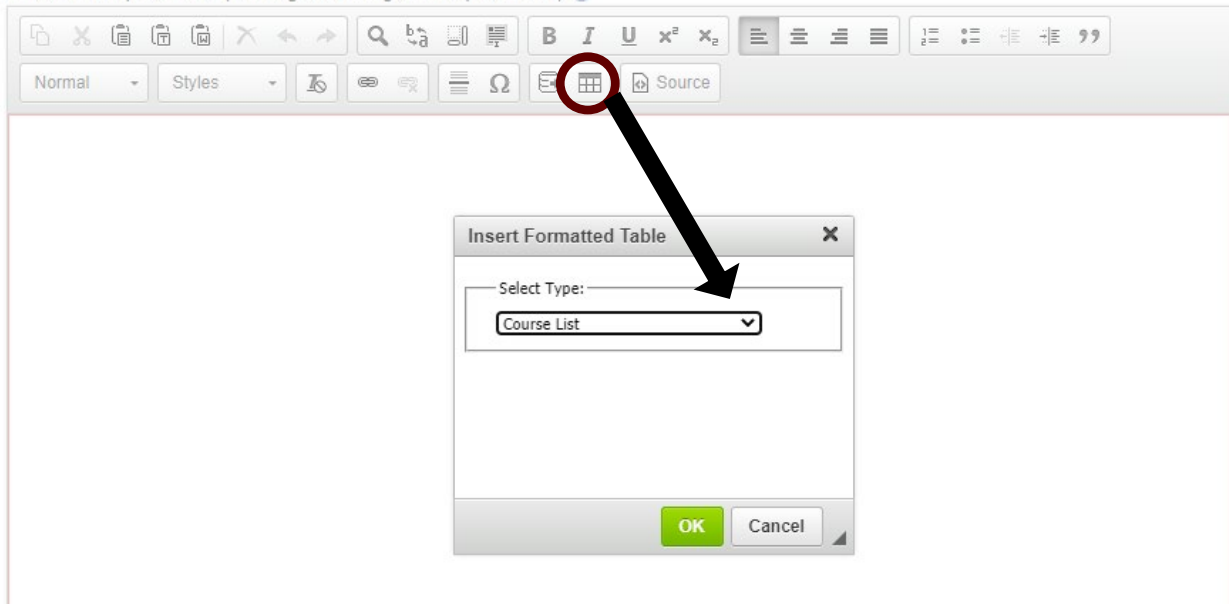 B I U x² x₂
Normal Styles Ω Source
Insert Formatted Table
Select Type:
Course List
OK Cancel